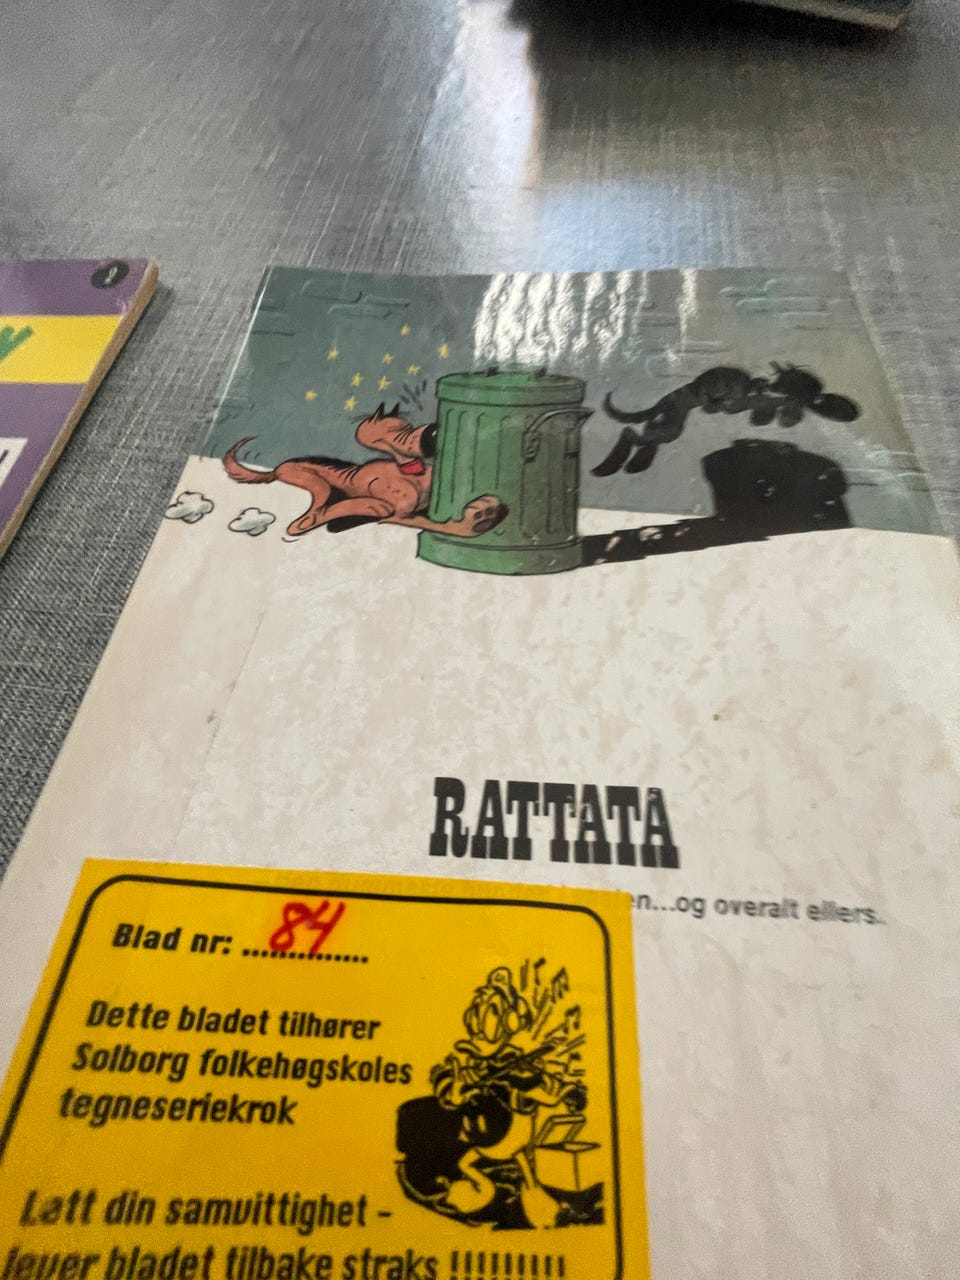 RATTATA
en...og overalt ellers..
Blad nr: ............
84
Dette bladet tilhører
Solborg folkehøgskoles
tegneseriekrok
Lett din samvittighet -
lever bladet tilbake straks !!!!!!!!!!